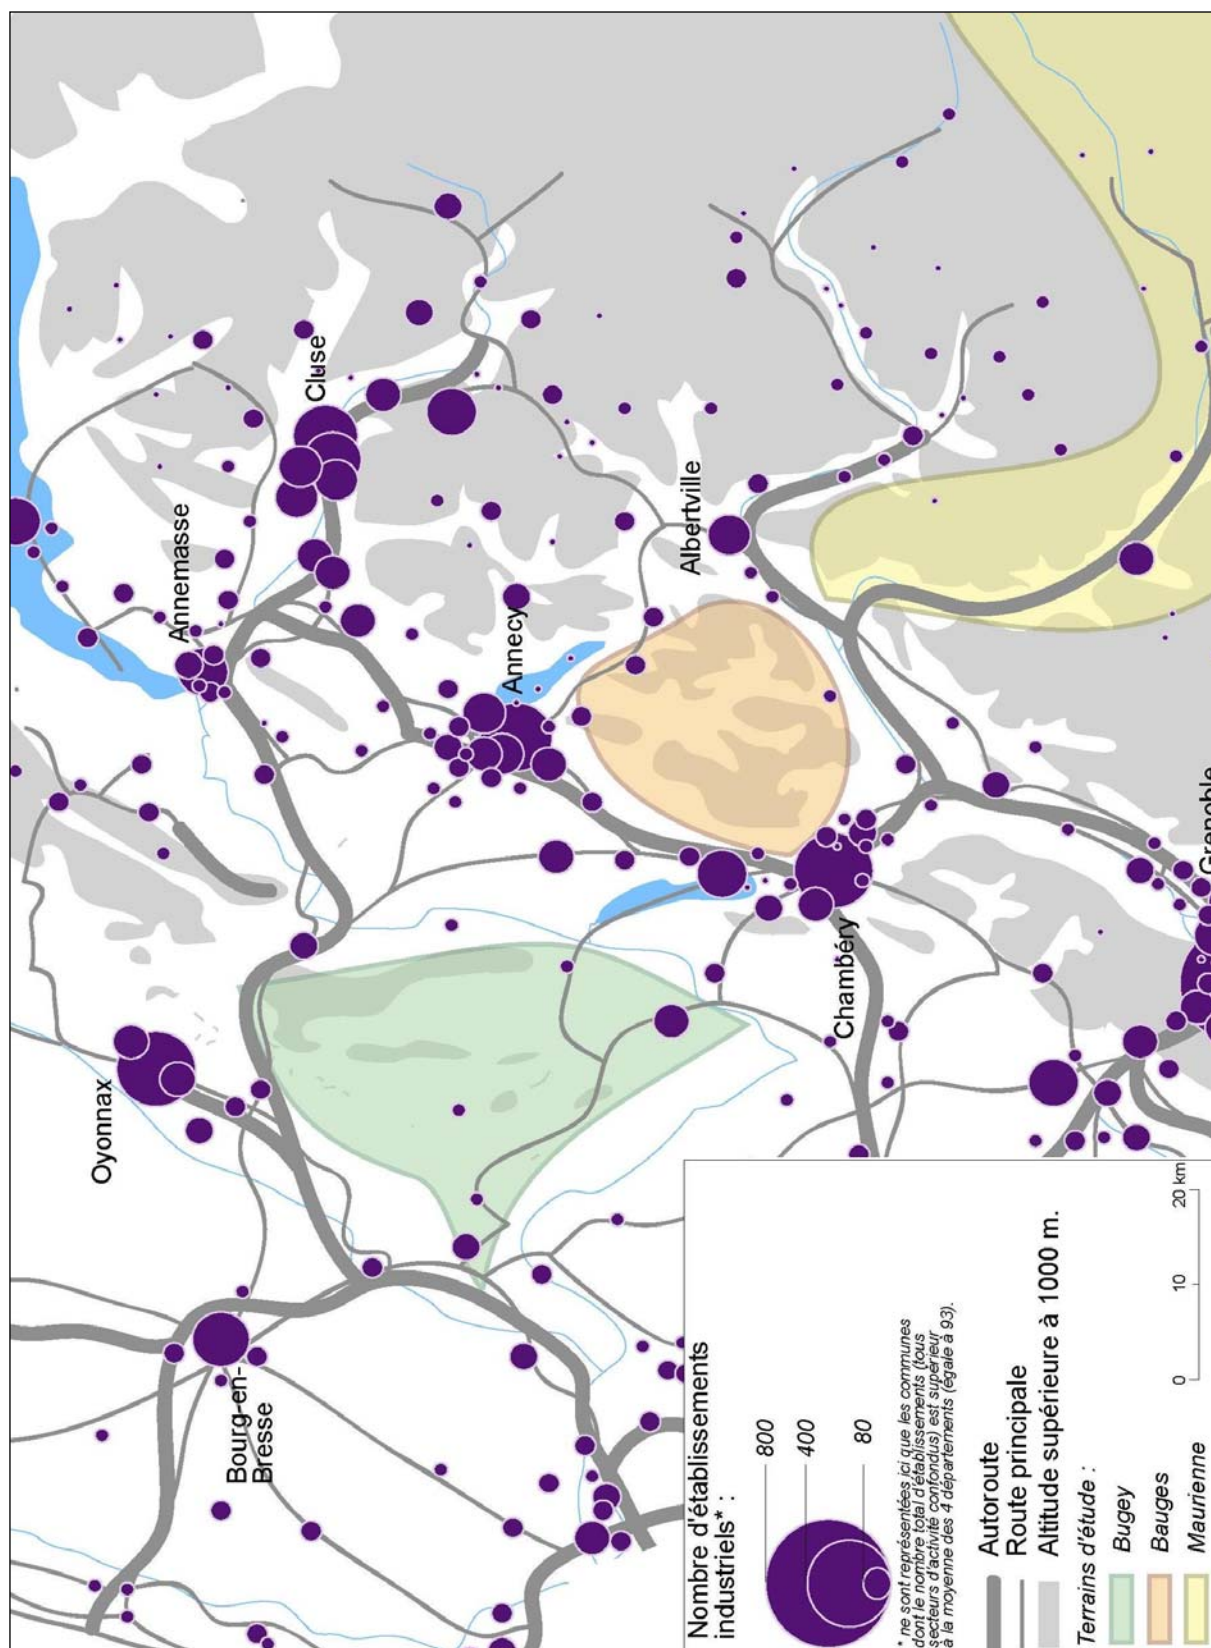 Annemasse
Cluse
Oyonnax
Annecy
Albertville
Bourg-en-
Bresse
Chambéry
Grenoble
Nombre d'établissements
industriels* :
800
400
80
* ne sont représentées ici que les communes
dont le nombre total d'établissements (tous
secteurs d'activité confondus) est supérieur
à la moyenne des 4 départements (égale à 93).
Autoroute
Route principale
Altitude supérieure à 1000 m.
Terrains d'étude :
Bugey
Bauges
Maurienne
0 10 20 km